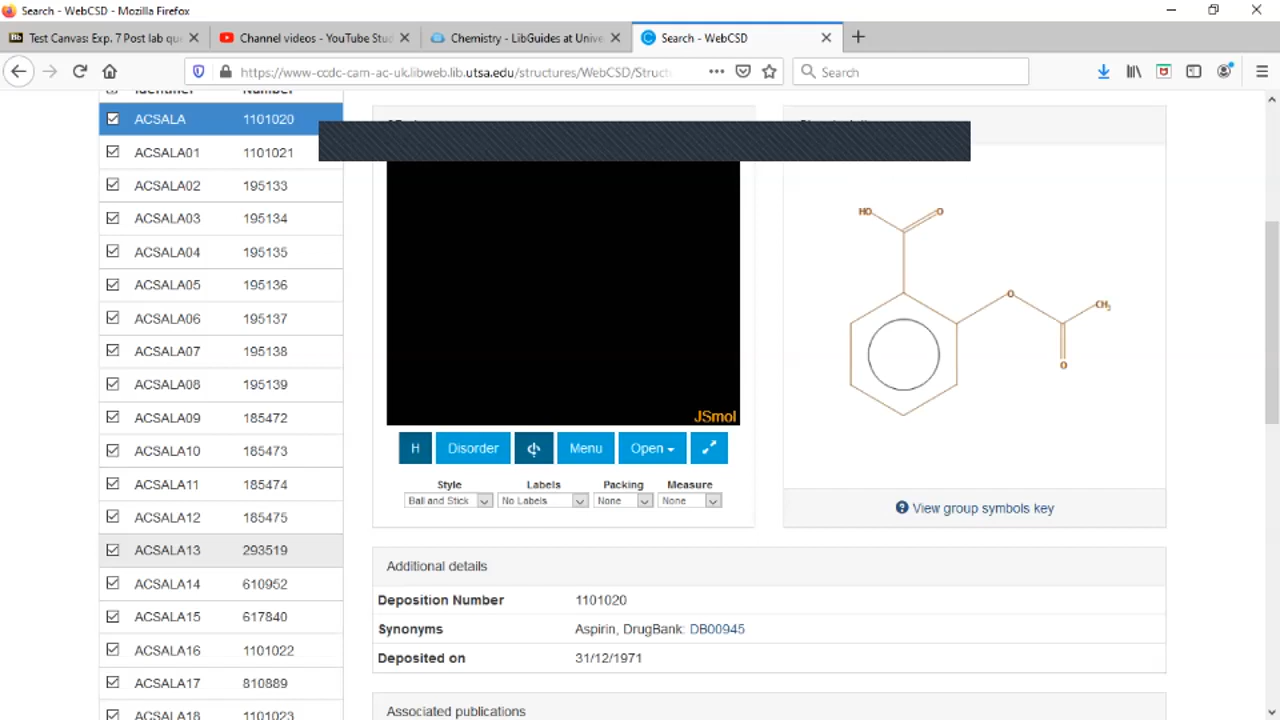 Search - WebCSD - Mozilla Firefox
Test Canvas: Exp. 7 Post lab qu
Channel videos - YouTube Stud
Chemistry - LibGuides at Unive
Search - WebCSD
https://www-ccdc-cam-ac-uk.libweb.lib.utsa.edu/structures/WebCSD/Struct
Search
Identifier Number
ACSALA 1101020
ACSALA01 1101021
ACSALA02 195133
ACSALA03 195134
ACSALA04 195135
ACSALA05 195136
ACSALA06 195137
ACSALA07 195138
ACSALA08 195139
ACSALA09 185472
ACSALA10 185473
ACSALA11 185474
ACSALA12 185475
ACSALA13 293519
ACSALA14 610952
ACSALA15 617840
ACSALA16 1101022
ACSALA17 810889
ACSALA18 1101023
JSmol
H Disorder Menu Open
Style Labels Packing Measure
Ball and Stick No Labels None None
HO O
O CH3
O
View group symbols key
Additional details
Deposition Number 1101020
Synonyms Aspirin, DrugBank: DB00945
Deposited on 31/12/1971
Associated publications